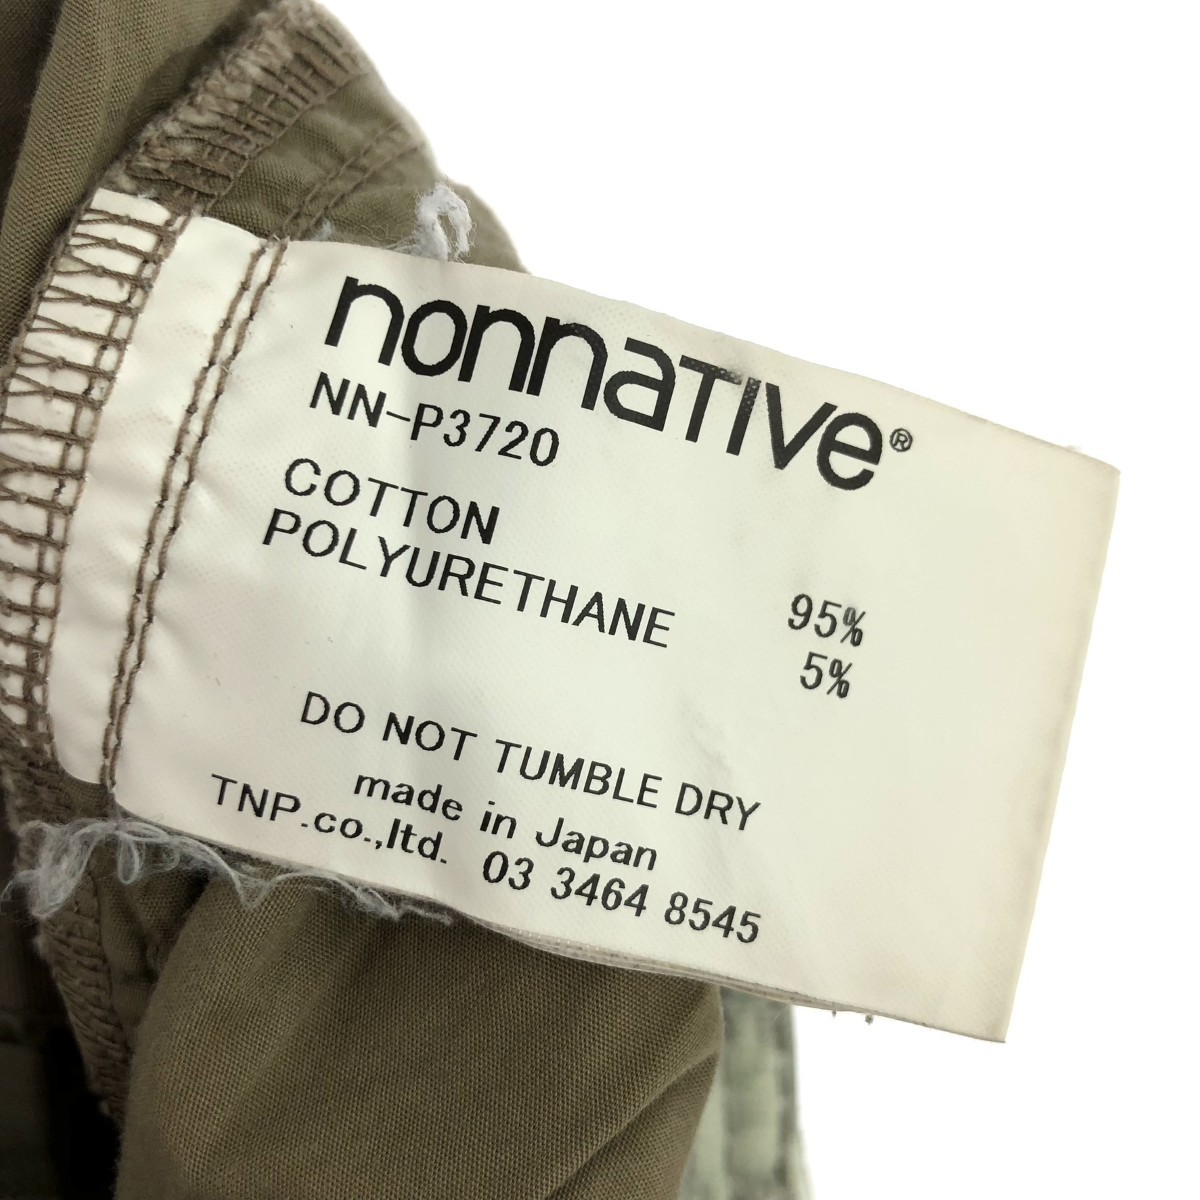 nonnaTIVe®
NN-P3720
COTTON 95%
POLYURETHANE 5%
DO NOT TUMBLE DRY
made in Japan
TNP.co.,ltd. 03 3464 8545